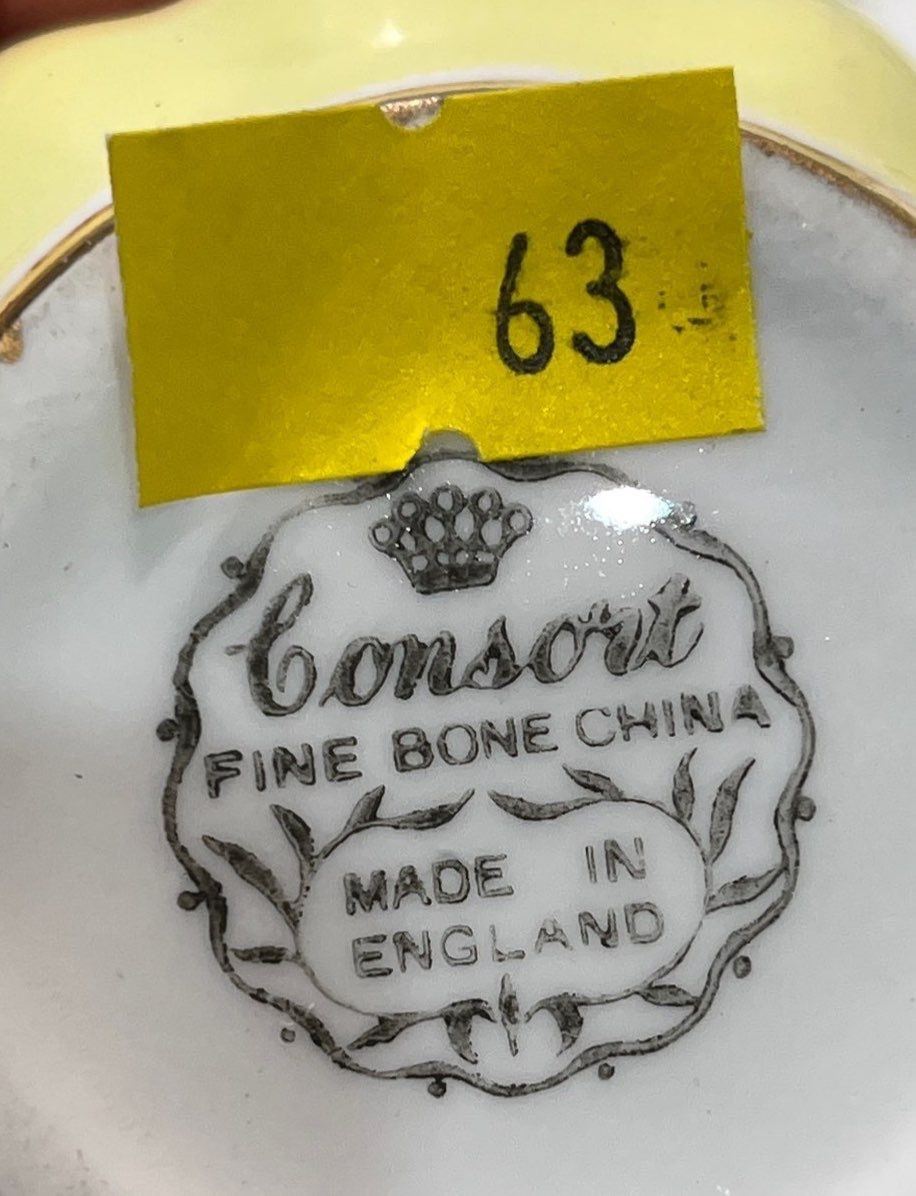 63
Consort
FINE BONE CHINA
MADE IN
ENGLAND